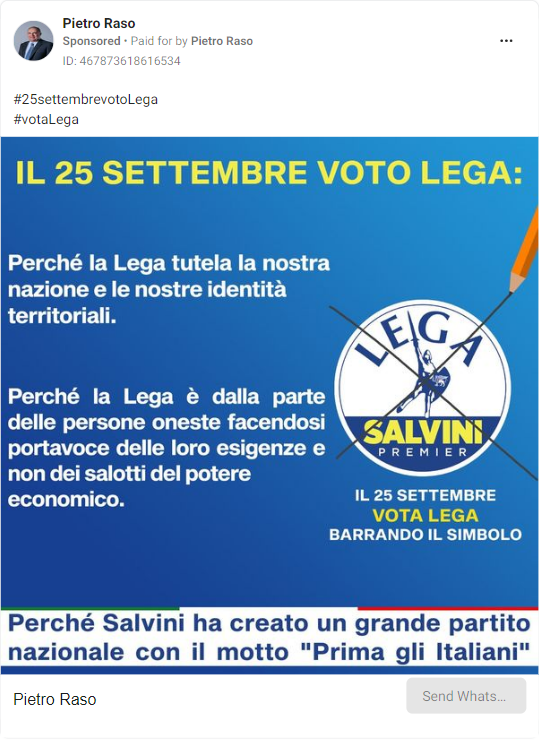 Pietro Raso
Sponsored • Paid for by Pietro Raso
ID: 467873618616534
#25settembrevotoLega
#votaLega
IL 25 SETTEMBRE VOTO LEGA:
Perché la Lega tutela la nostra
nazione e le nostre identità
territoriali.
Perché la Lega è dalla parte
delle persone oneste facendosi
portavoce delle loro esigenze e
non dei salotti del potere
economico.
LEGA
SALVINI
PREMIER
IL 25 SETTEMBRE
VOTA LEGA
BARRANDO IL SIMBOLO
Perché Salvini ha creato un grande partito
nazionale con il motto "Prima gli Italiani"
Pietro Raso
Send Whats...